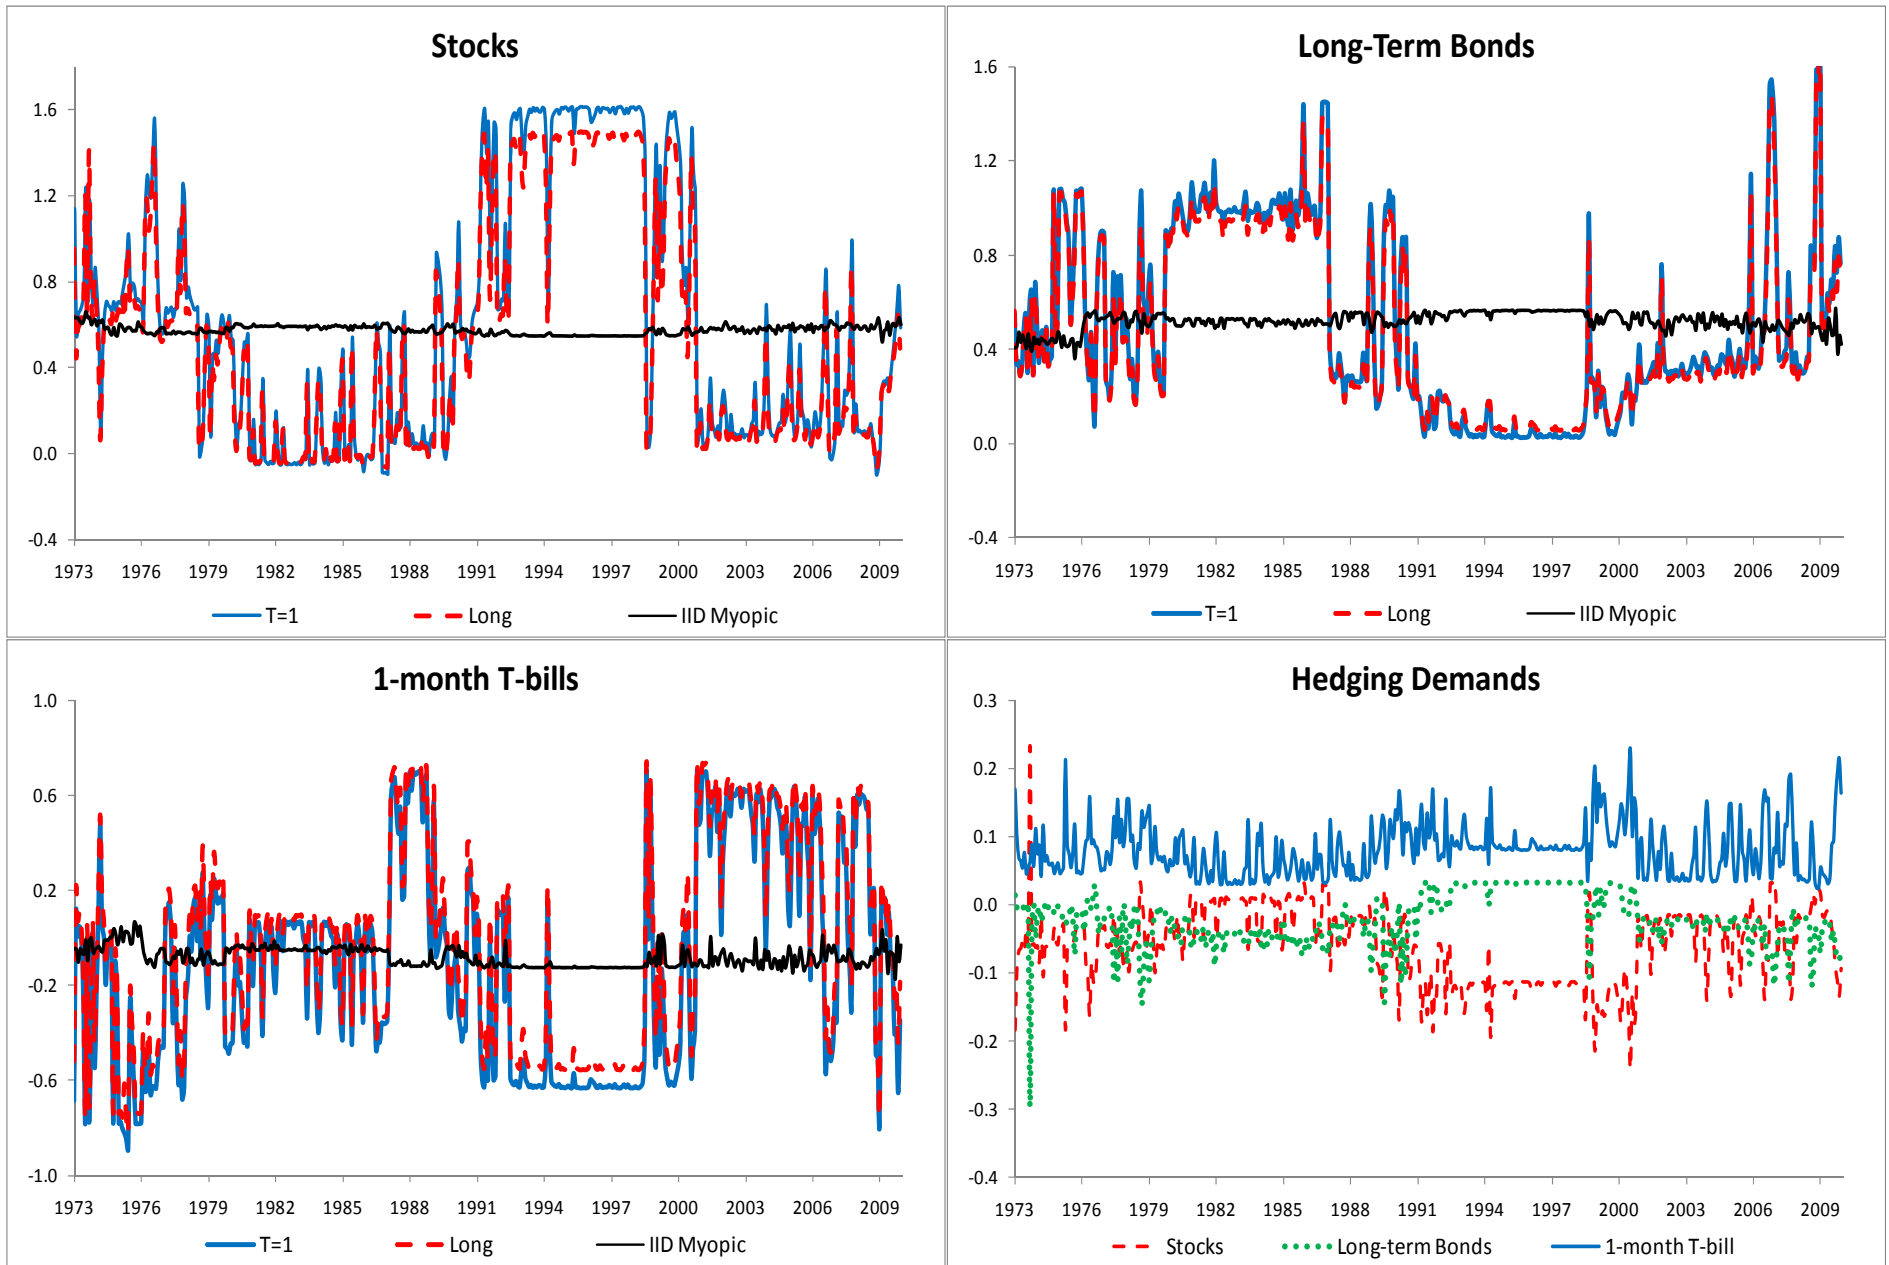 Stocks
1.6
1.2
0.8
0.4
0.0
-0.4
1973 1976 1979 1982 1985 1988 1991 1994 1997 2000 2003 2006 2009
T=1 Long IID Myopic
Long-Term Bonds
1.6
1.2
0.8
0.4
0.0
-0.4
1973 1976 1979 1982 1985 1988 1991 1994 1997 2000 2003 2006 2009
T=1 Long IID Myopic
1-month T-bills
1.0
0.6
0.2
-0.2
-0.6
-1.0
1973 1976 1979 1982 1985 1988 1991 1994 1997 2000 2003 2006 2009
T=1 Long IID Myopic
Hedging Demands
0.3
0.2
0.1
0.0
-0.1
-0.2
-0.3
-0.4
1973 1976 1979 1982 1985 1988 1991 1994 1997 2000 2003 2006 2009
Stocks Long-term Bonds 1-month T-bill